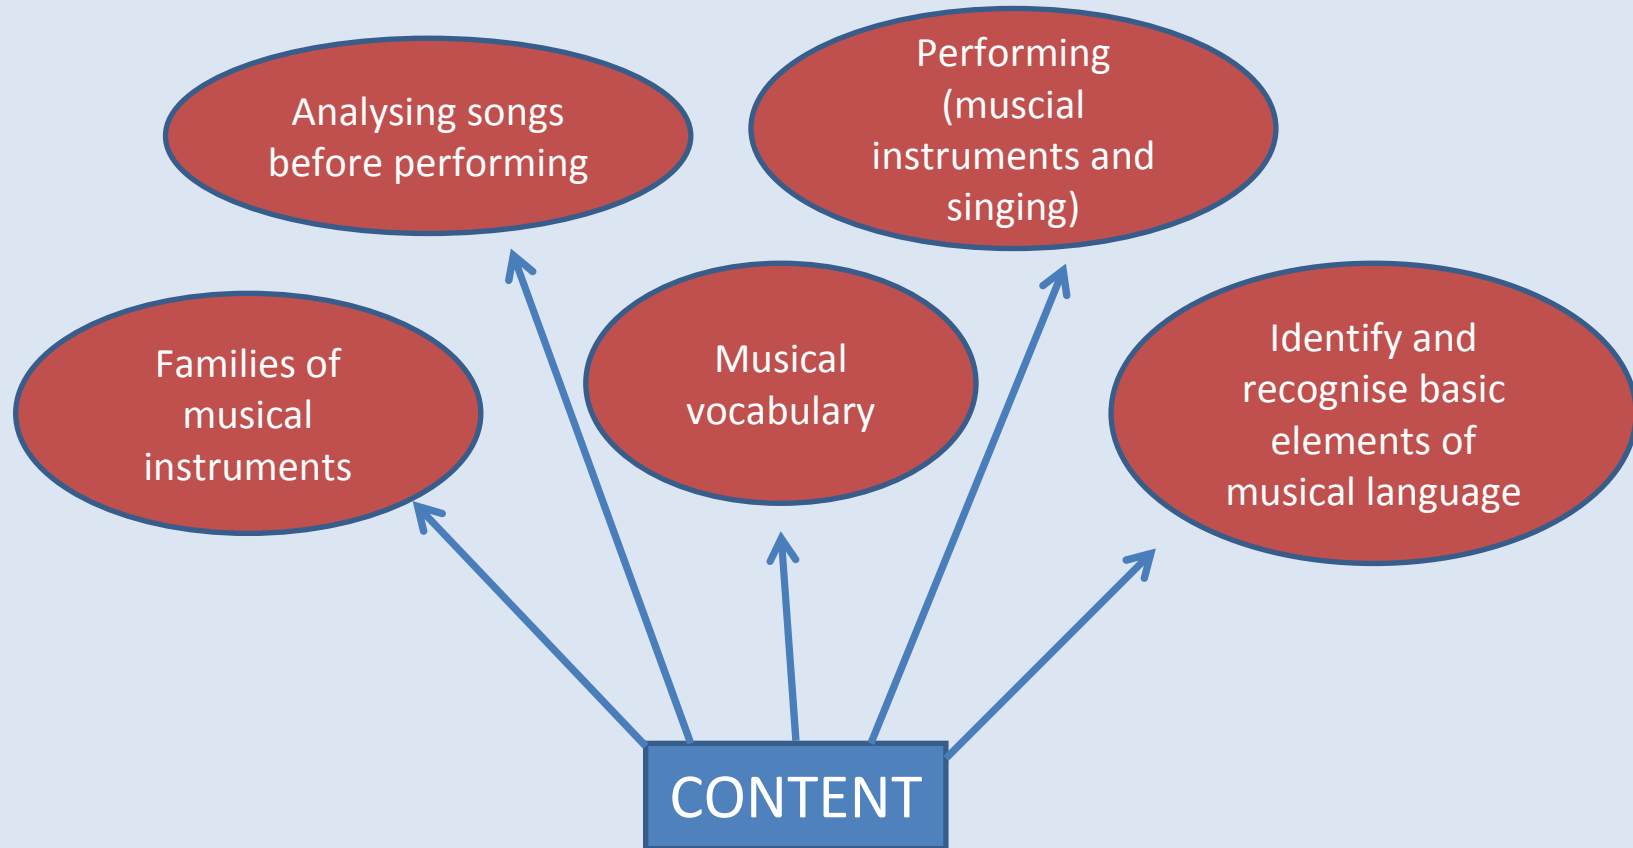 Analysing songs
before performing
Performing
(muscial
instruments and
singing)
Families of
musical
instruments
Musical
vocabulary
Identify and
recognise basic
elements of
musical language
CONTENT